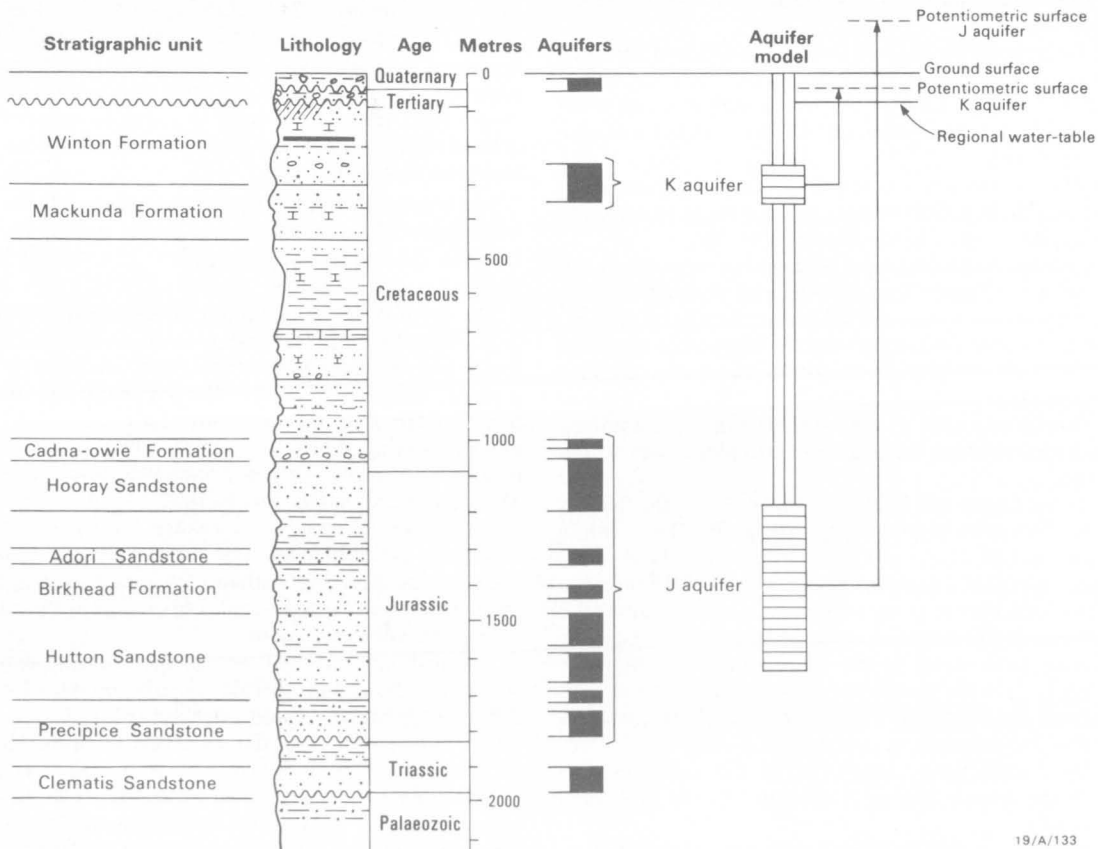 Potentiometric surface
J aquifer
Stratigraphic unit
Lithology
Age
Metres
Aquifers
Aquifer
model
Quaternary
0
Ground surface
Tertiary
Potentiometric surface
K aquifer
Regional water-table
Winton Formation
K aquifer
Mackunda Formation
500
Cretaceous
1000
Cadna-owie Formation
Hooray Sandstone
Adori Sandstone
Birkhead Formation
J aquifer
Jurassic
1500
Hutton Sandstone
Precipice Sandstone
Triassic
Clematis Sandstone
2000
Palaeozoic
19/A/133